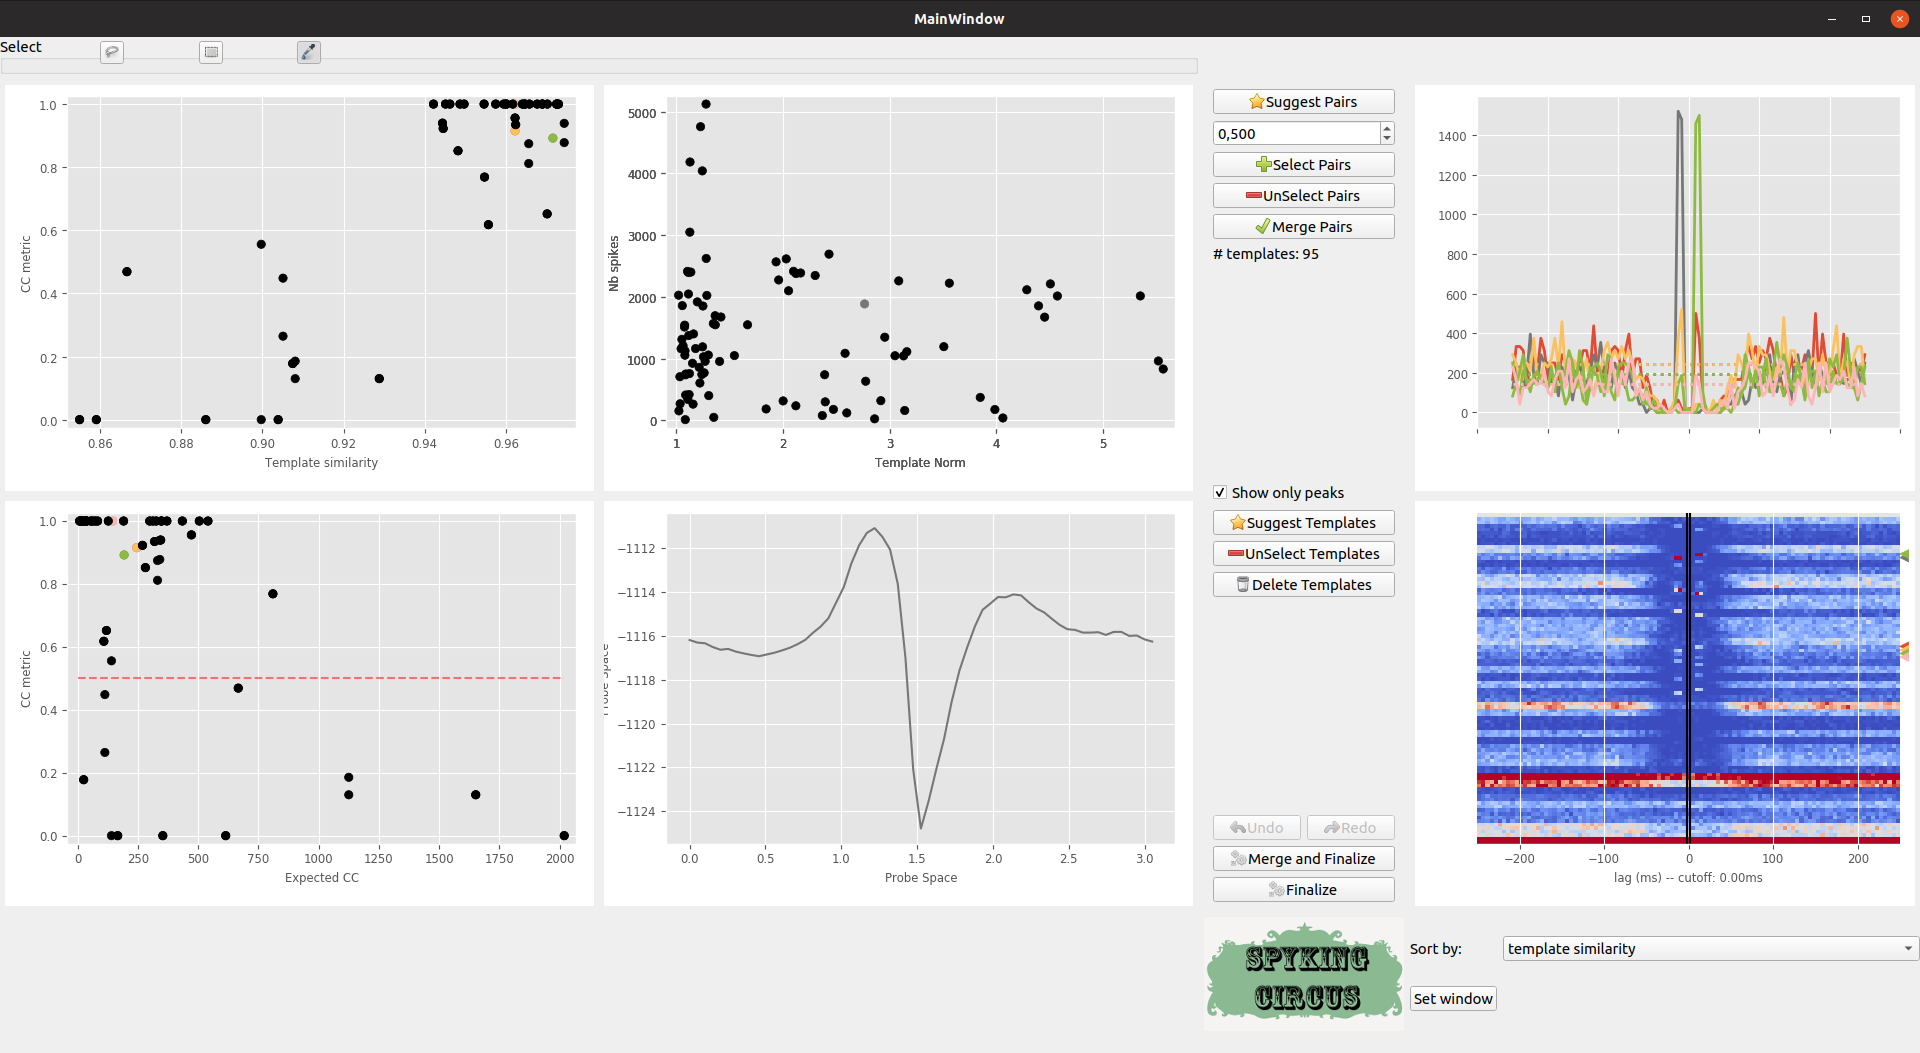 MainWindow
Select
1.0
0.8
0.6
0.4
0.2
0.0
CC metric
0.86 0.88 0.90 0.92 0.94 0.96
Template similarity
5000
4000
3000
2000
1000
0
Nb spikes
1 2 3 4 5
Template Norm
Suggest Pairs
0,500
Select Pairs
UnSelect Pairs
Merge Pairs
# templates: 95
1400
1200
1000
800
600
400
200
0
1.0
0.8
0.6
0.4
0.2
0.0
CC metric
0 250 500 750 1000 1250 1500 1750 2000
Expected CC
−1112
−1114
−1116
−1118
−1120
−1122
−1124
Probe Space
0.0 0.5 1.0 1.5 2.0 2.5 3.0
Probe Space
Show only peaks
Suggest Templates
UnSelect Templates
Delete Templates
Undo Redo
Merge and Finalize
Finalize
−200 −100 0 100 200
lag (ms) -- cutoff: 0.00ms
SPYKING
CIRCUS
Sort by: template similarity
Set window